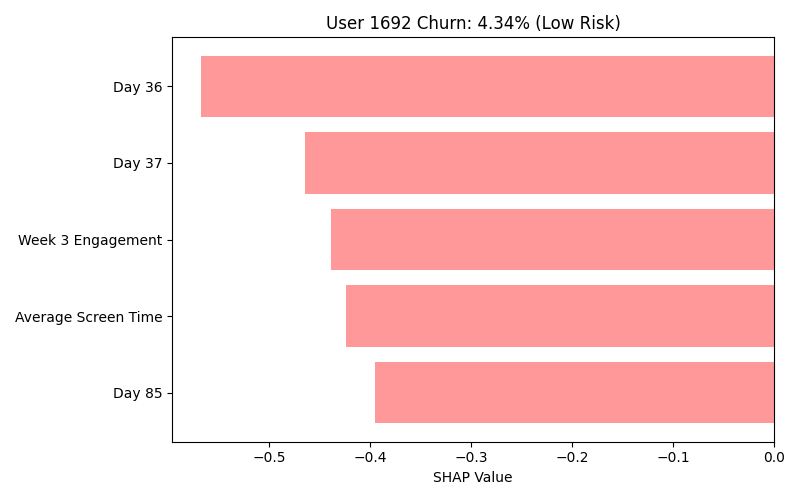 User 1692 Churn: 4.34% (Low Risk)
Day 36
Day 37
Week 3 Engagement
Average Screen Time
Day 85
−0.5 −0.4 −0.3 −0.2 −0.1 0.0
SHAP Value